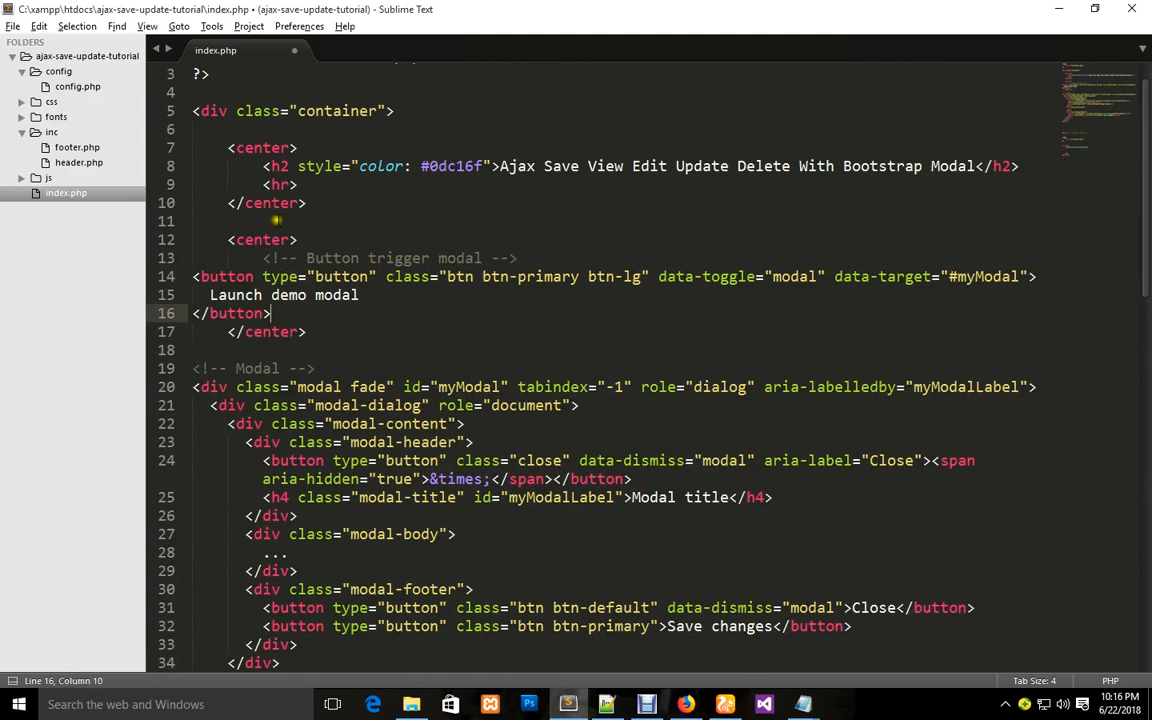 C:\xampp\htdocs\ajax-save-update-tutorial\index.php • (ajax-save-update-tutorial) - Sublime Text
File Edit Selection Find View Goto Tools Project Preferences Help
FOLDERS
ajax-save-update-tutorial
config
config.php
css
fonts
inc
footer.php
header.php
js
index.php
index.php
3 ?>
4
5 <div class="container">
6
7 <center>
8 <h2 style="color: #0dc16f">Ajax Save View Edit Update Delete With Bootstrap Modal</h2>
9 <hr>
10 </center>
11
12 <center>
13 <!-- Button trigger modal -->
14 <button type="button" class="btn btn-primary btn-lg" data-toggle="modal" data-target="#myModal">
15 Launch demo modal
16 </button>
17 </center>
18
19 <!-- Modal -->
20 <div class="modal fade" id="myModal" tabindex="-1" role="dialog" aria-labelledby="myModalLabel">
21 <div class="modal-dialog" role="document">
22 <div class="modal-content">
23 <div class="modal-header">
24 <button type="button" class="close" data-dismiss="modal" aria-label="Close"><span
aria-hidden="true">&times;</span></button>
25 <h4 class="modal-title" id="myModalLabel">Modal title</h4>
26 </div>
27 <div class="modal-body">
28 ...
29 </div>
30 <div class="modal-footer">
31 <button type="button" class="btn btn-default" data-dismiss="modal">Close</button>
32 <button type="button" class="btn btn-primary">Save changes</button>
33 </div>
34 </div>
Line 16, Column 10
Tab Size: 4
PHP
Search the web and Windows
10:16 PM
6/22/2018